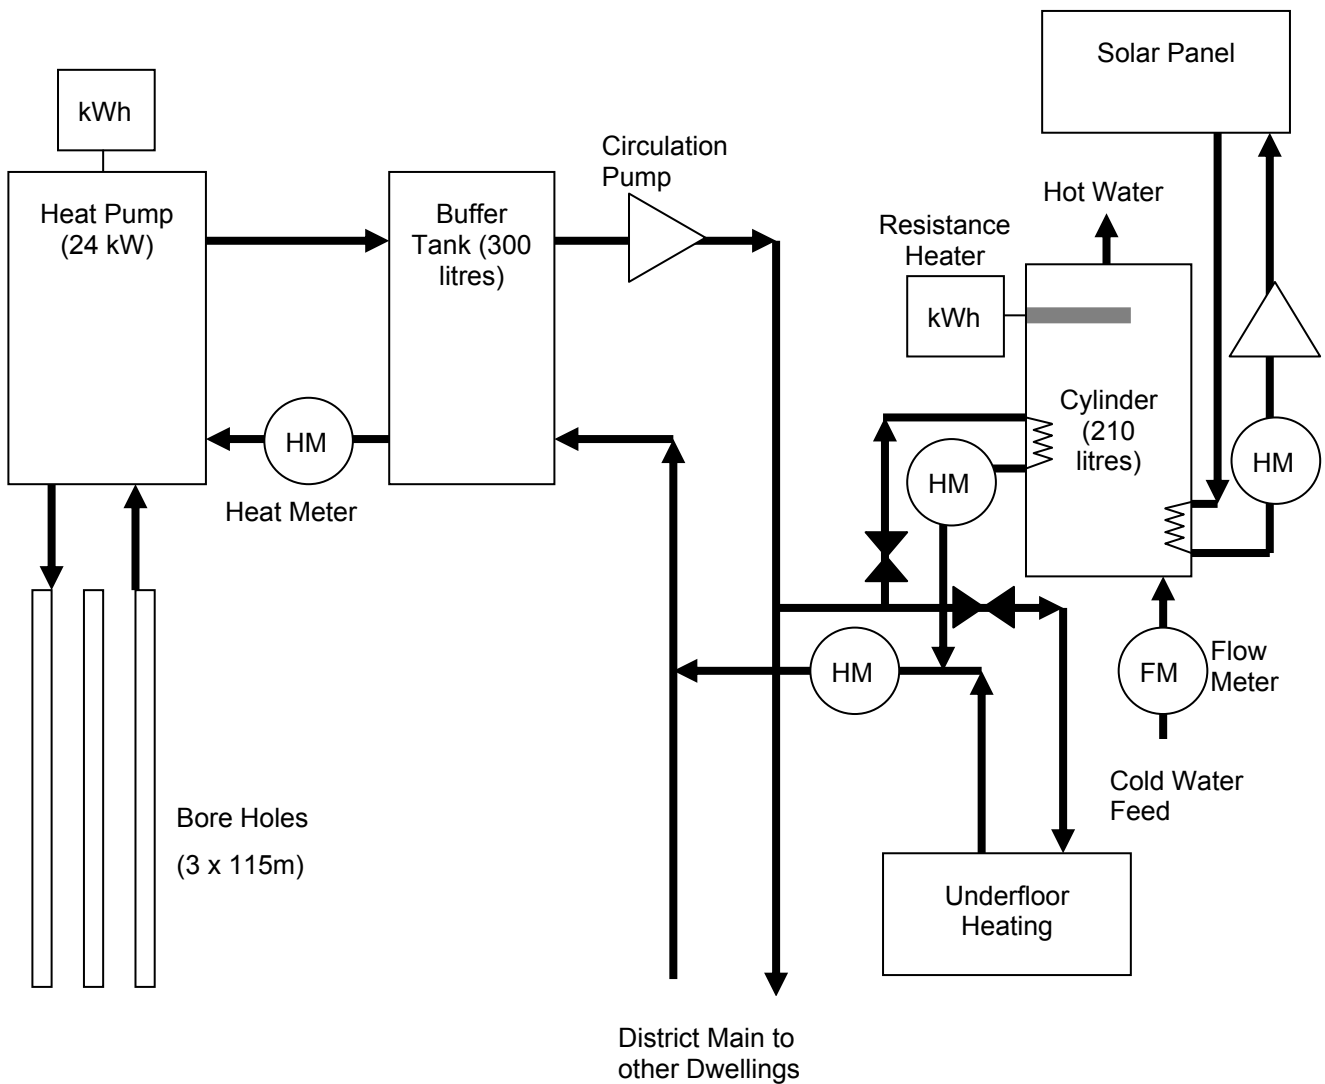 Solar Panel
kWh
Circulation
Pump
Heat Pump
(24 kW)
Buffer
Tank (300
litres)
Hot Water
Resistance
Heater
kWh
Cylinder
(210
litres)
HM
HM
HM
Heat Meter
HM
FM
Flow
Meter
Cold Water
Feed
Bore Holes
(3 x 115m)
Underfloor
Heating
District Main to
other Dwellings